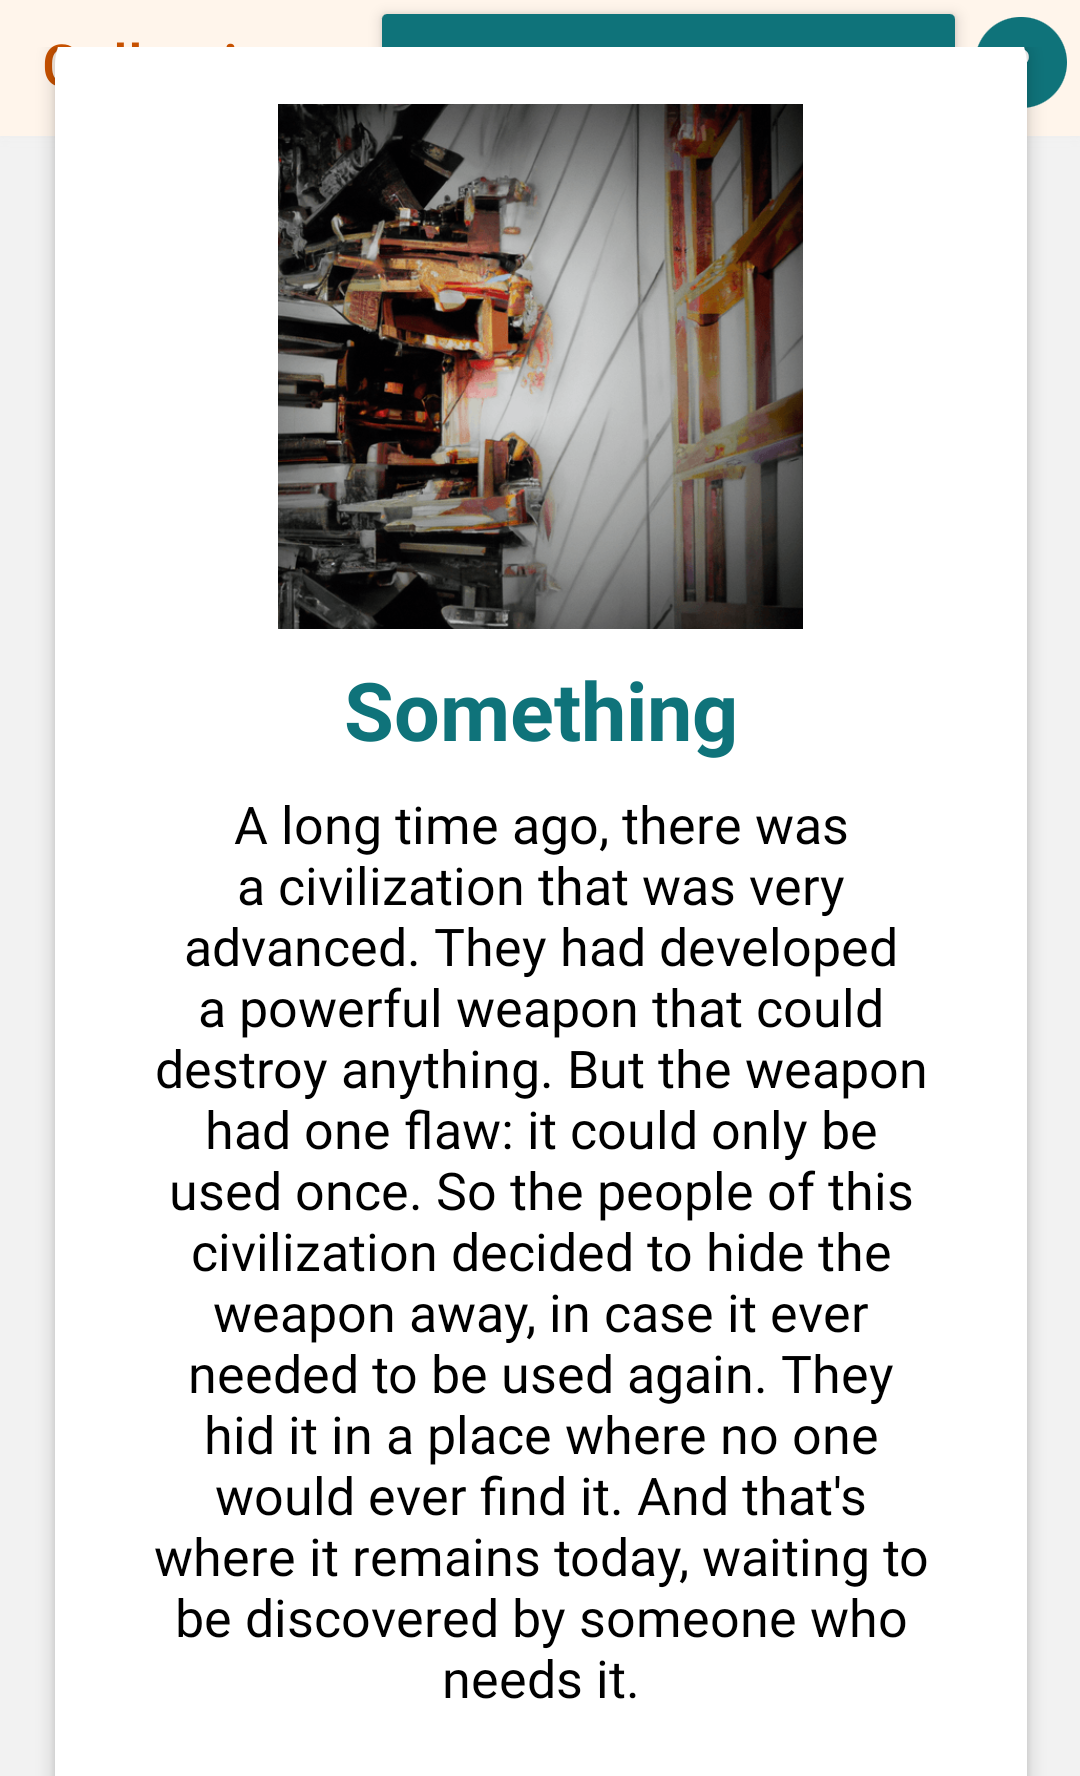 Something
A long time ago, there was
a civilization that was very
advanced. They had developed
a powerful weapon that could
destroy anything. But the weapon
had one flaw: it could only be
used once. So the people of this
civilization decided to hide the
weapon away, in case it ever
needed to be used again. They
hid it in a place where no one
would ever find it. And that's
where it remains today, waiting to
be discovered by someone who
needs it.